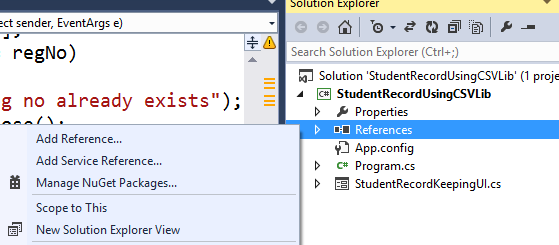 ect sender, EventArgs e)
regNo)
g no already exists");
Add Reference...
Add Service Reference...
Manage NuGet Packages...
Scope to This
New Solution Explorer View
Solution Explorer
Search Solution Explorer (Ctrl+;)
Solution 'StudentRecordUsingCSVLib' (1 proje
StudentRecordUsingCSVLib
Properties
References
App.config
C# Program.cs
StudentRecordKeepingUI.cs